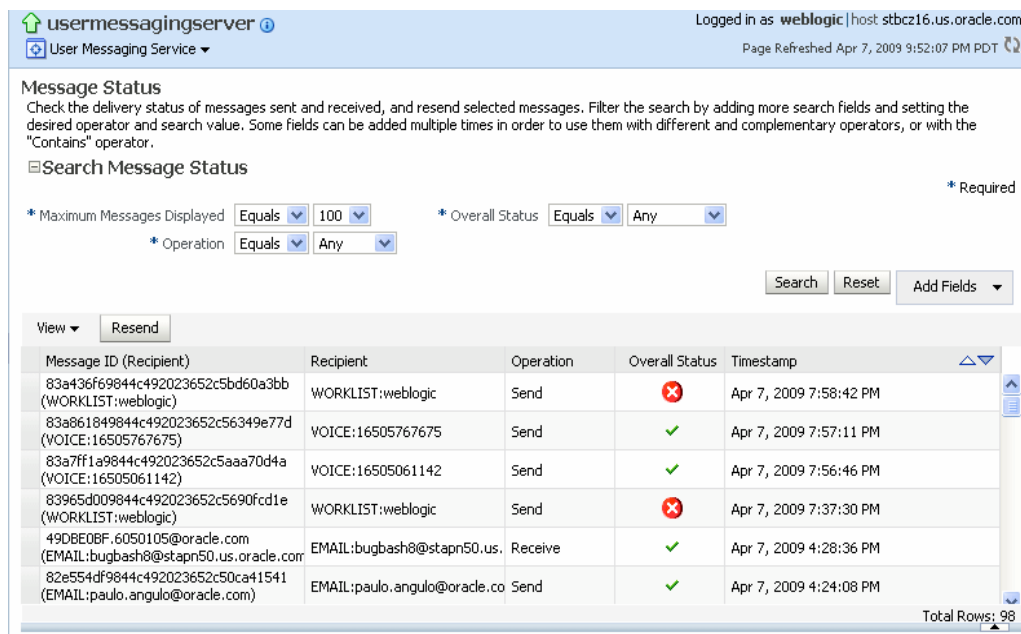 usermessagingserver
Logged in as weblogic|host stbcz16.us.oracle.com
User Messaging Service
Page Refreshed Apr 7, 2009 9:52:07 PM PDT
Message Status
Check the delivery status of messages sent and received, and resend selected messages. Filter the search by adding more search fields and setting the
desired operator and search value. Some fields can be added multiple times in order to use them with different and complementary operators, or with the
"Contains" operator.
Search Message Status
* Required
* Maximum Messages Displayed Equals 100 * Overall Status Equals Any
* Operation Equals Any
Search Reset Add Fields
View Resend
Message ID (Recipient) Recipient Operation Overall Status Timestamp
83a436f69844c492023652c5bd60a3bb
(WORKLIST:weblogic) WORKLIST:weblogic Send Apr 7, 2009 7:58:42 PM
83a861849844c492023652c56349e77d
(VOICE:16505767675) VOICE:16505767675 Send Apr 7, 2009 7:57:11 PM
83a7ff1a9844c492023652c5aaa70d4a
(VOICE:16505061142) VOICE:16505061142 Send Apr 7, 2009 7:56:46 PM
83965d009844c492023652c5690fcd1e
(WORKLIST:weblogic) WORKLIST:weblogic Send Apr 7, 2009 7:37:30 PM
49DBE0BF.6050105@oracle.com
(EMAIL:bugbash8@stapn50.us.oracle.com EMAIL:bugbash8@stapn50.us. Receive Apr 7, 2009 4:28:36 PM
82e554df9844c492023652c50ca41541
(EMAIL:paulo.angulo@oracle.com) EMAIL:paulo.angulo@oracle.co Send Apr 7, 2009 4:24:08 PM
Total Rows: 98